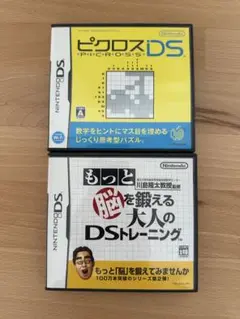 Nintendo
ピクロスDS
PICROSS
NINTENDO DS
A
数字をヒントにマス目を埋める
じっくり思考型パズル。
Nintendo
もっと
川島隆太教授監修
脳を鍛える
大人の
DSトレーニング
NINTENDO DS
もっと「脳」を鍛えてみませんか